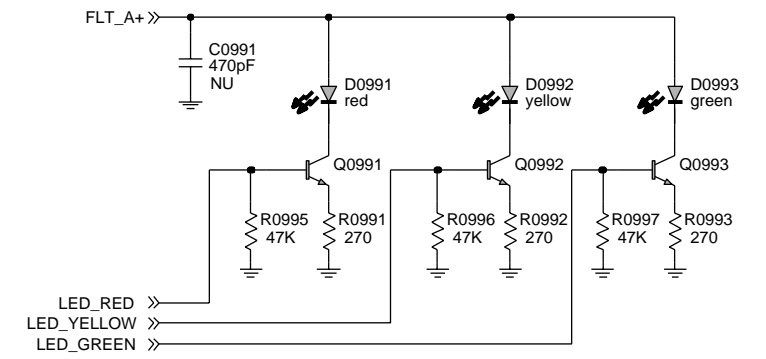 FLT_A+
C0991
470pF
NU
D0991
red
D0992
yellow
D0993
green
Q0991
Q0992
Q0993
R0995
47K
R0991
270
R0996
47K
R0992
270
R0997
47K
R0993
270
LED_RED
LED_YELLOW
LED_GREEN